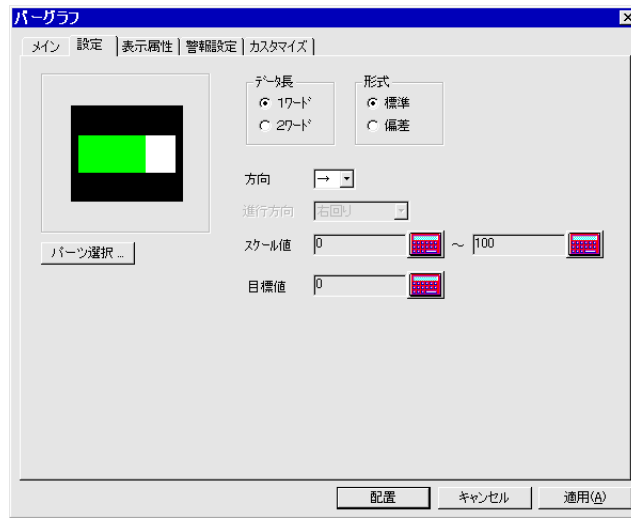 バーグラフ
メイン 設定 表示属性 警報設定 カスタマイズ
データ長 形式
1ワード 標準
2ワード 偏差
方向 →
進行方向 右回り
パーツ選択 ... スケール値 0 ～ 100
目標値 0
配置 キャンセル 適用(A)